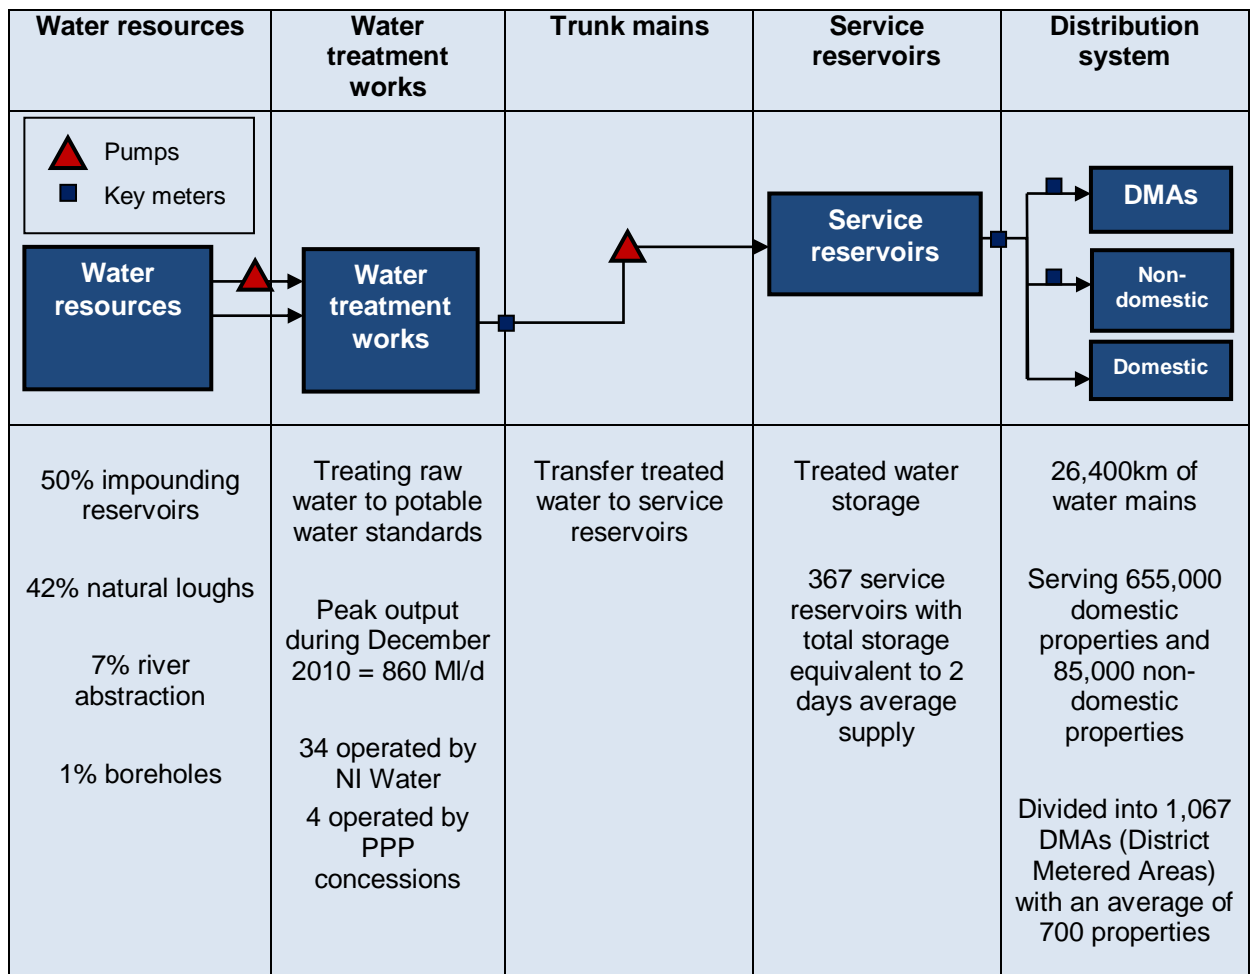 Water resources
Water
treatment
works
Trunk mains
Service
reservoirs
Distribution
system
Pumps
Key meters
Water
resources
Water
treatment
works
Service
reservoirs
DMAs
Non-
domestic
Domestic
50% impounding
reservoirs
42% natural loughs
7% river
abstraction
1% boreholes
Treating raw
water to potable
water standards
Peak output
during December
2010 = 860 Ml/d
34 operated by
NI Water
4 operated by
PPP
concessions
Transfer treated
water to service
reservoirs
Treated water
storage
367 service
reservoirs with
total storage
equivalent to 2
days average
supply
26,400km of
water mains
Serving 655,000
domestic
properties and
85,000 non-
domestic
properties
Divided into 1,067
DMAs (District
Metered Areas)
with an average of
700 properties